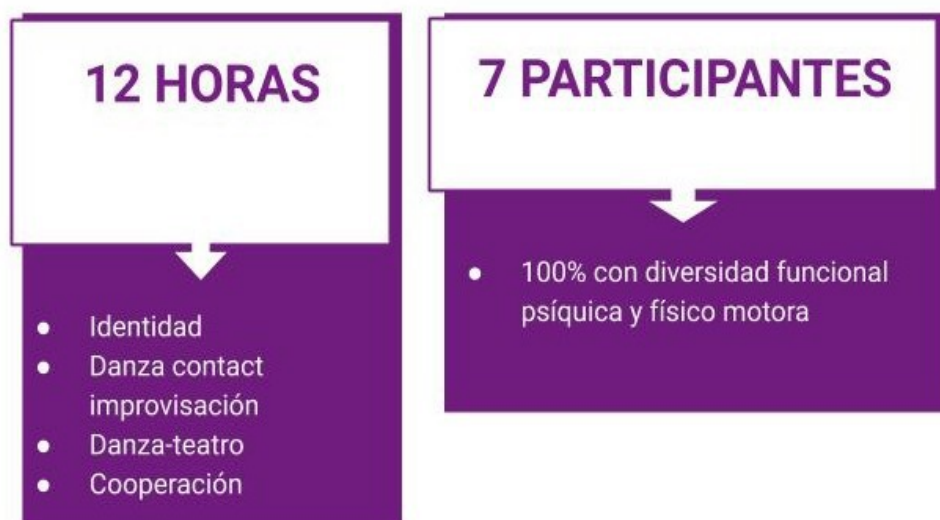 12 HORAS
● Identidad
● Danza contact
improvisación
● Danza-teatro
● Cooperación
7 PARTICIPANTES
● 100% con diversidad funcional
psíquica y físico motora